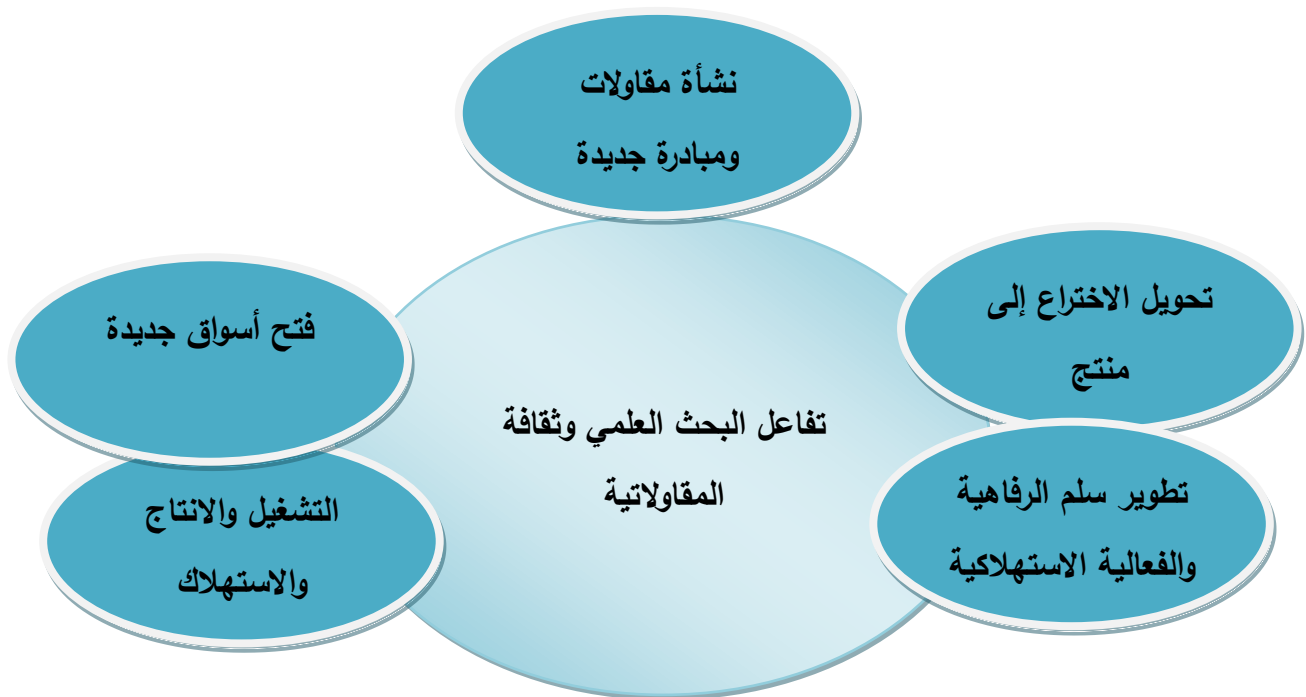 نشأة مقاولات
ومبادرة جديدة
تحويل الاختراع إلى
منتج
فتح أسواق جديدة
تفاعل البحث العلمي وثقافة
المقاولاتية
تطوير سلم الرفاهية
والفعالية الاستهلاكية
التشغيل والانتاج
والاستهلاك